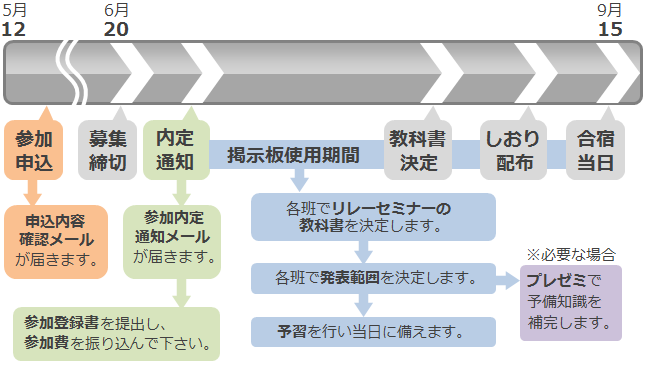 5月
12
6月
20
9月
15
参加
申込
募集
締切
内定
通知
掲示板使用期間
教科書
決定
しおり
配布
合宿
当日
申込内容
確認メール
が届きます。
参加内定
通知メール
が届きます。
参加登録書を提出し、
参加費を振り込んで下さい。
各班でリレーセミナーの
教科書を決定します。
各班で発表範囲を決定します。
予習を行い当日に備えます。
※必要な場合
プレゼミで
予備知識を
補完します。